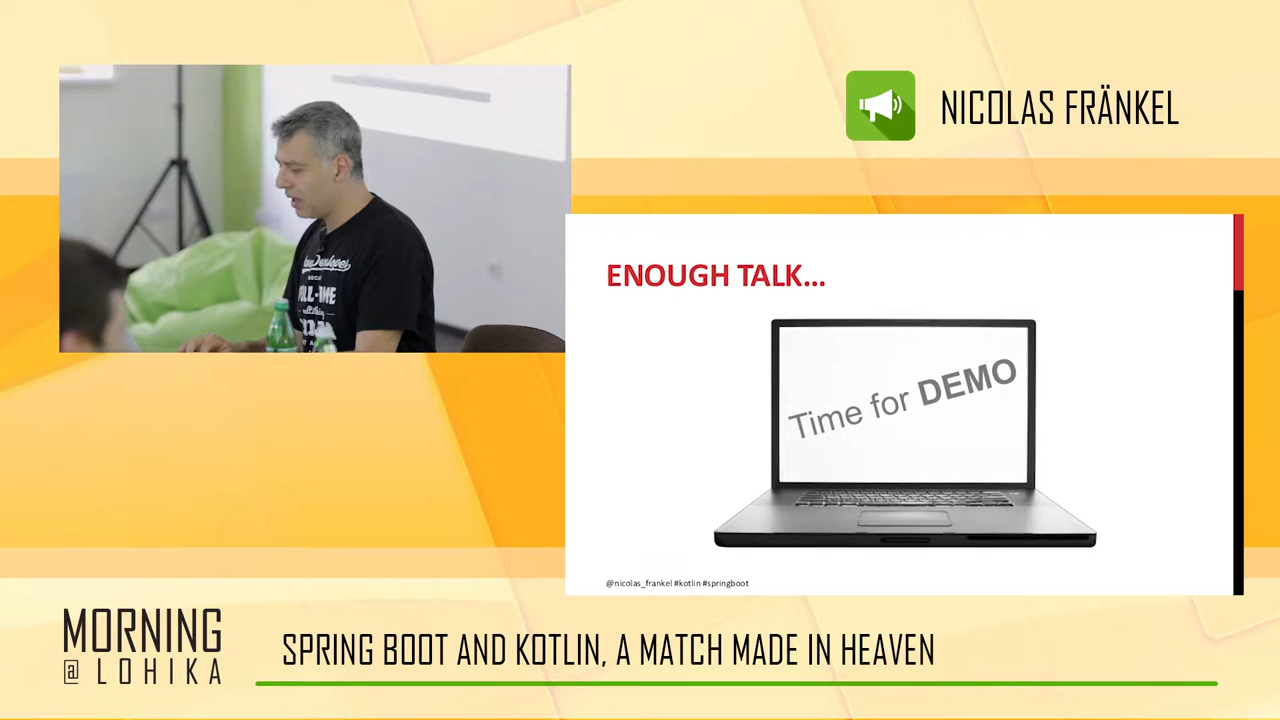 NICOLAS FRÄNKEL
ENOUGH TALK...
Time for DEMO
@nicolas_frankel #kotlin #springboot
MORNING
@ LOHIKA
SPRING BOOT AND KOTLIN, A MATCH MADE IN HEAVEN